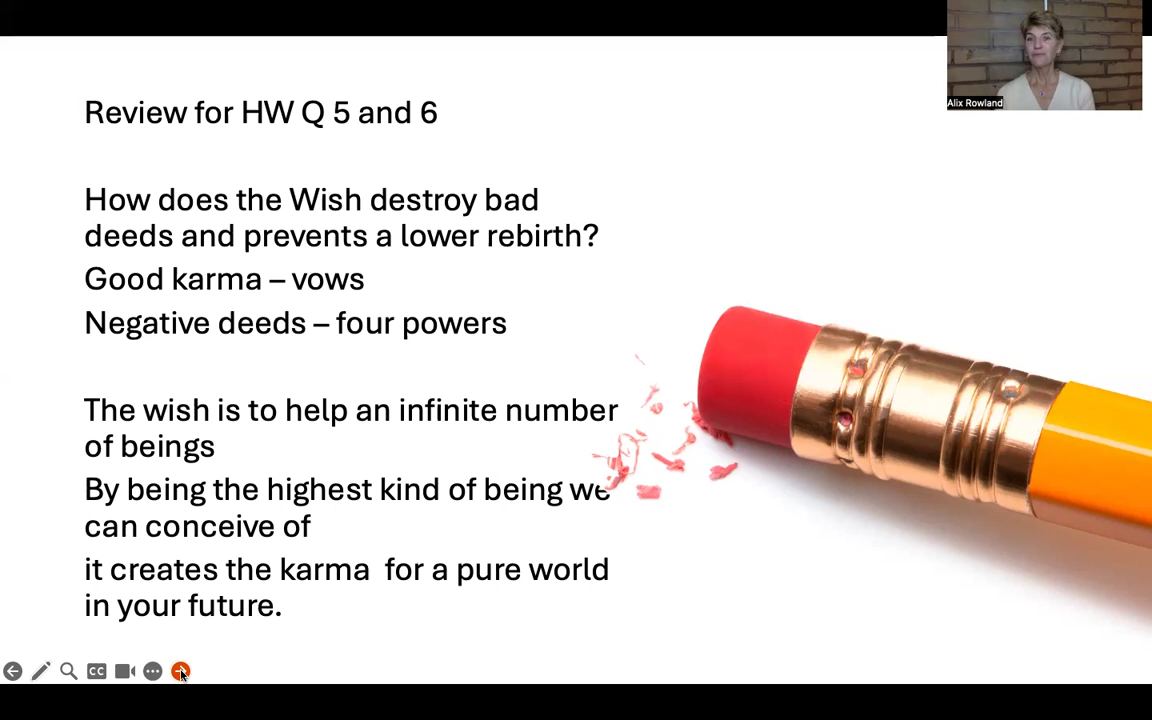 Alix Rowland
Review for HW Q 5 and 6
How does the Wish destroy bad
deeds and prevents a lower rebirth?
Good karma – vows
Negative deeds – four powers
The wish is to help an infinite number
of beings
By being the highest kind of being we
can conceive of
it creates the karma  for a pure world
in your future.
CC